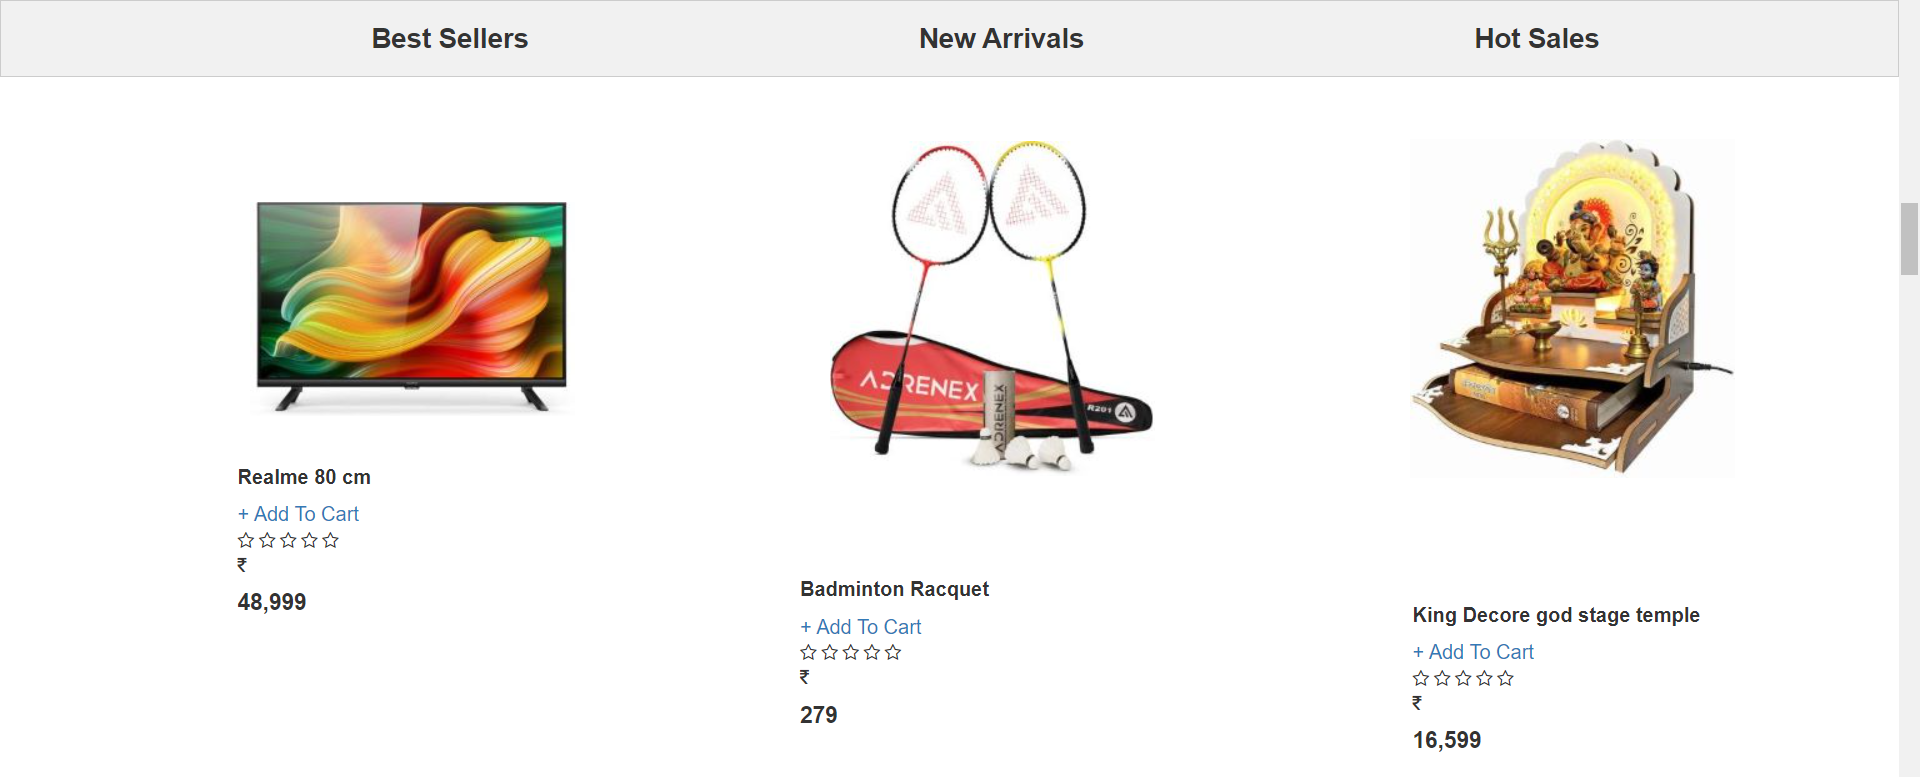 Best Sellers
New Arrivals
Hot Sales
ADRENEX
ADRENEX
R201
Realme 80 cm
+ Add To Cart
₹
48,999
Badminton Racquet
+ Add To Cart
₹
279
King Decore god stage temple
+ Add To Cart
₹
16,599